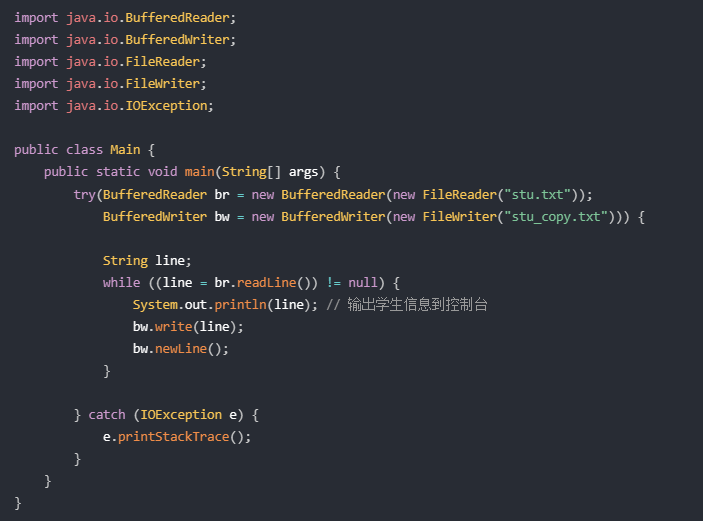 import java.io.BufferedReader;
import java.io.BufferedWriter;
import java.io.FileReader;
import java.io.FileWriter;
import java.io.IOException;

public class Main {
    public static void main(String[] args) {
        try(BufferedReader br = new BufferedReader(new FileReader("stu.txt"));
            BufferedWriter bw = new BufferedWriter(new FileWriter("stu_copy.txt"))) {

            String line;
            while ((line = br.readLine()) != null) {
                System.out.println(line); // 输出学生信息到控制台
                bw.write(line);
                bw.newLine();
            }

        } catch (IOException e) {
            e.printStackTrace();
        }
    }
}